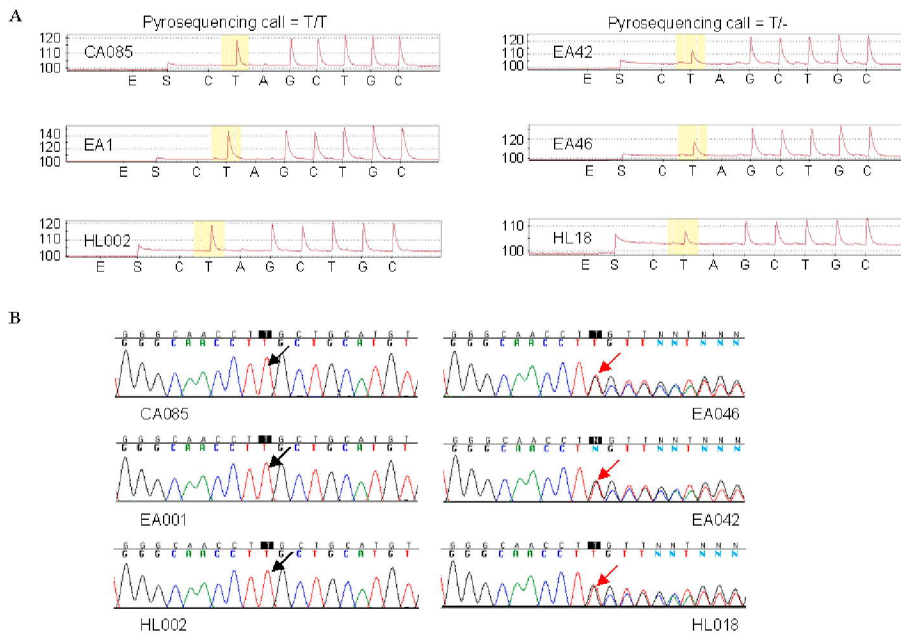 A
Pyrosequencing call = T/T
Pyrosequencing call = T/-
120
110
100
CA085
E S C T A G C T G C
120
110
100
EA42
E S C T A G C T G C
140
120
100
EA1
E S C T A G C T G C
120
100
EA46
E S C T A G C T G C
120
110
100
HL002
E S C T A G C T G C
110
100
HL18
E S C T A G C T G C
B
G G G C A A C C T T G C T G C A T G T
G G G C A A C C T T G C T G C A T G T
CA085
G G G C A A C C T T G T T N N T N N N
G G G C A A C C T T G T T N N T N N N
EA046
G G G C A A C C T T G C T G C A T G T
G G G C A A C C T T G C T G C A T G T
EA001
G G G C A A C C T N G T T N N T N N N
G G G C A A C C T N G T T N N T N N N
EA042
G G G C A A C C T T G C T G C A T G T
G G G C A A C C T T G C T G C A T G T
HL002
G G G C A A C C T T G T T N N T N N N
G G G C A A C C T T G T T N N T N N N
HL018